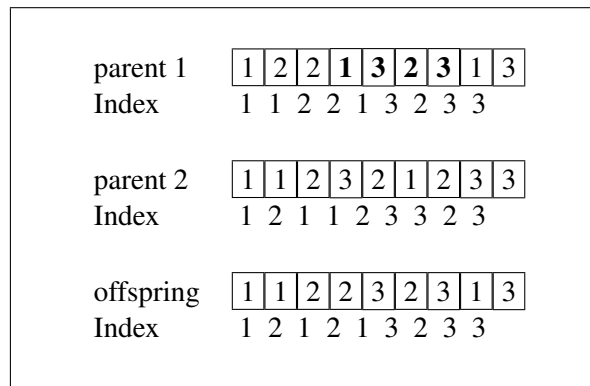 parent 1 1 2 2 1 3 2 3 1 3
Index 1 1 2 2 1 3 2 3 3
parent 2 1 1 2 3 2 1 2 3 3
Index 1 2 1 1 2 3 3 2 3
offspring 1 1 2 2 3 2 3 1 3
Index 1 2 1 2 1 3 2 3 3